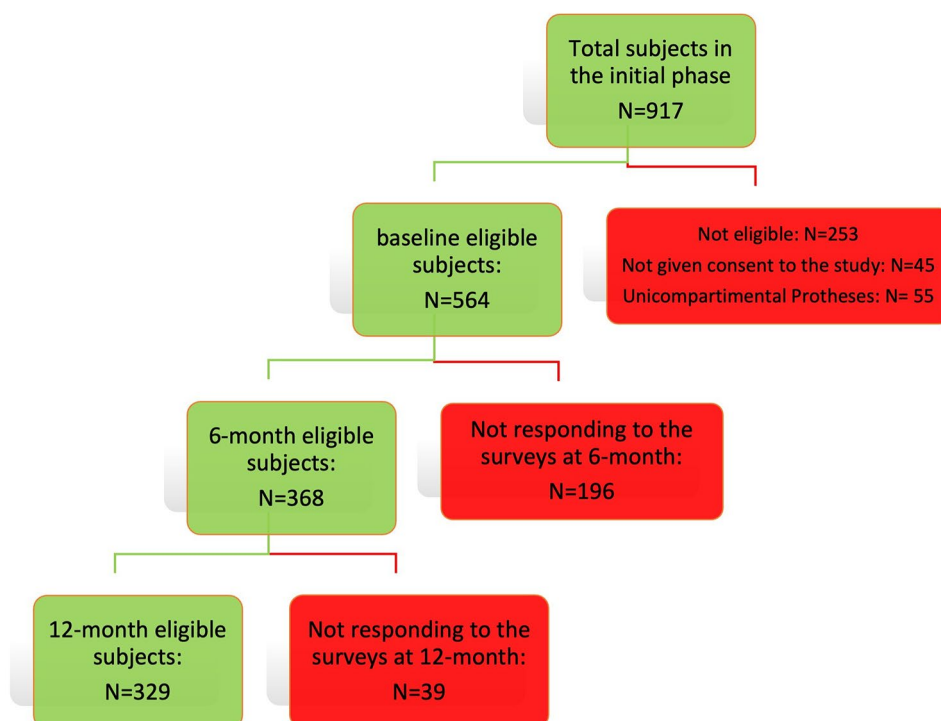 Total subjects in
the initial phase
N=917
baseline eligible
subjects:
N=564
Not eligible: N=253
Not given consent to the study: N=45
Unicompartimental Protheses: N= 55
6-month eligible
subjects:
N=368
Not responding to the
surveys at 6-month:
N=196
12-month eligible
subjects:
N=329
Not responding to the
surveys at 12-month:
N=39